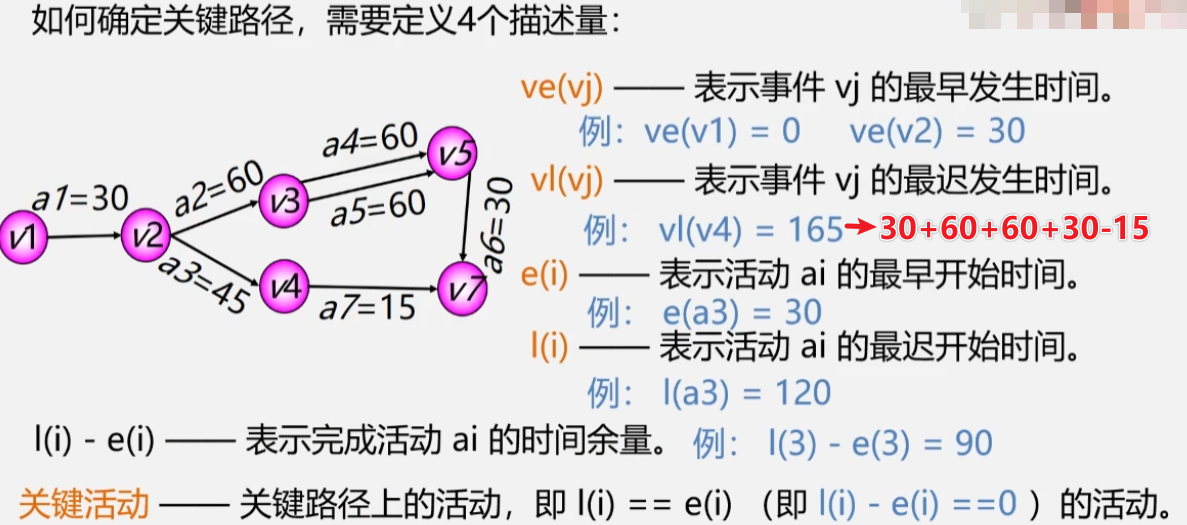 如何确定关键路径，需要定义4个描述量：
ve(vj) —— 表示事件 vj 的最早发生时间。
例：ve(v1) = 0 ve(v2) = 30
vl(vj) —— 表示事件 vj 的最迟发生时间。
例： vl(v4) = 165→30+60+60+30-15
e(i) —— 表示活动 ai 的最早开始时间。
例： e(a3) = 30
l(i) —— 表示活动 ai 的最迟开始时间。
例： l(a3) = 120
a1=30
a2=60
a3=45
a4=60
a5=60
a6=30
a7=15
v1
v2
v3
v4
v5
v7
l(i) - e(i) —— 表示完成活动 ai 的时间余量。 例： l(3) - e(3) = 90
关键活动 —— 关键路径上的活动，即 l(i) == e(i) （即 l(i) - e(i) ==0 ）的活动。